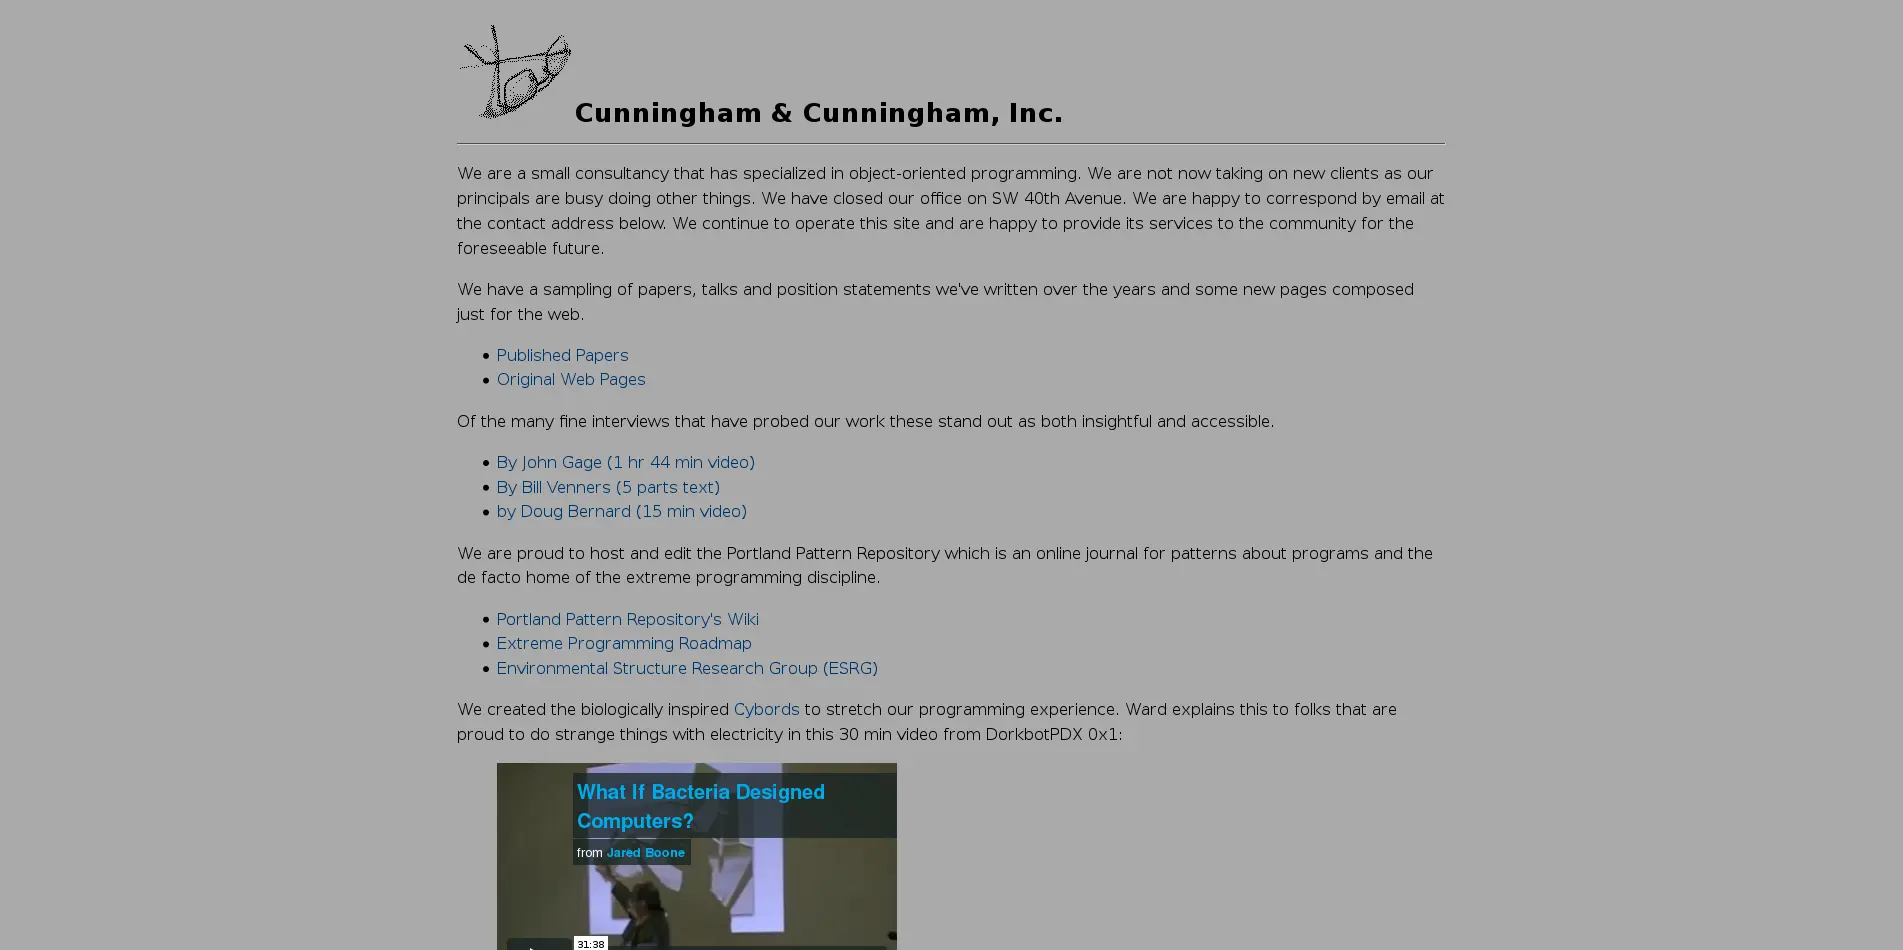 Cunningham & Cunningham, Inc.
We are a small consultancy that has specialized in object-oriented programming. We are not now taking on new clients as our
principals are busy doing other things. We have closed our office on SW 40th Avenue. We are happy to correspond by email at
the contact address below. We continue to operate this site and are happy to provide its services to the community for the
foreseeable future.
We have a sampling of papers, talks and position statements we've written over the years and some new pages composed
just for the web.
• Published Papers
• Original Web Pages
Of the many fine interviews that have probed our work these stand out as both insightful and accessible.
• By John Gage (1 hr 44 min video)
• By Bill Venners (5 parts text)
• by Doug Bernard (15 min video)
We are proud to host and edit the Portland Pattern Repository which is an online journal for patterns about programs and the
de facto home of the extreme programming discipline.
• Portland Pattern Repository's Wiki
• Extreme Programming Roadmap
• Environmental Structure Research Group (ESRG)
We created the biologically inspired Cybords to stretch our programming experience. Ward explains this to folks that are
proud to do strange things with electricity in this 30 min video from DorkbotPDX 0x1:
What If Bacteria Designed
Computers?
from Jared Boone
31:38